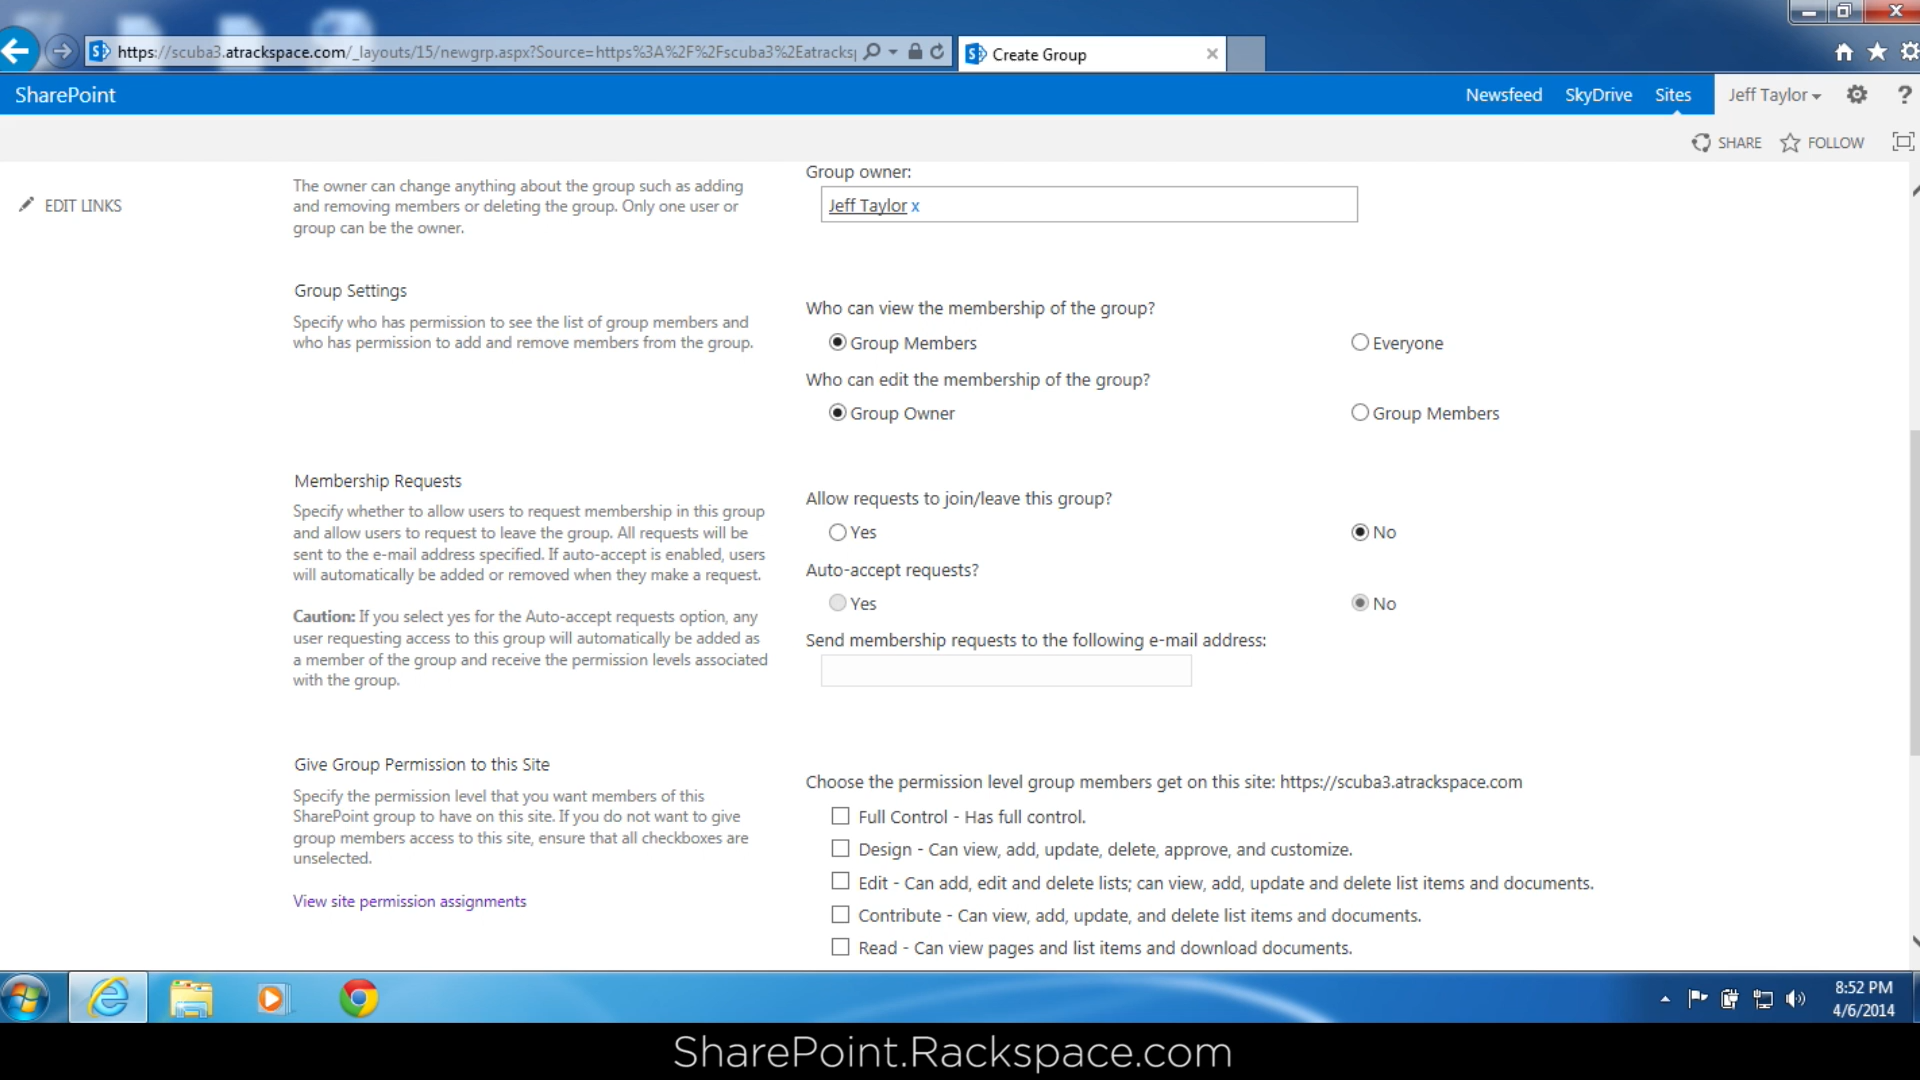 https://scuba3.atrackspace.com/_layouts/15/newgrp.aspx?Source=https%3A%2F%2Fscuba3%2Eatracksp
Create Group
SharePoint
Newsfeed SkyDrive Sites Jeff Taylor ?
SHARE FOLLOW
EDIT LINKS
The owner can change anything about the group such as adding
and removing members or deleting the group. Only one user or
group can be the owner.
Group owner:
Jeff Taylor x
Group Settings
Specify who has permission to see the list of group members and
who has permission to add and remove members from the group.
Who can view the membership of the group?
Group Members Everyone
Who can edit the membership of the group?
Group Owner Group Members
Membership Requests
Specify whether to allow users to request membership in this group
and allow users to request to leave the group. All requests will be
sent to the e-mail address specified. If auto-accept is enabled, users
will automatically be added or removed when they make a request.
Caution: If you select yes for the Auto-accept requests option, any
user requesting access to this group will automatically be added as
a member of the group and receive the permission levels associated
with the group.
Allow requests to join/leave this group?
Yes No
Auto-accept requests?
Yes No
Send membership requests to the following e-mail address:
Give Group Permission to this Site
Specify the permission level that you want members of this
SharePoint group to have on this site. If you do not want to give
group members access to this site, ensure that all checkboxes are
unselected.
View site permission assignments
Choose the permission level group members get on this site: https://scuba3.atrackspace.com
Full Control - Has full control.
Design - Can view, add, update, delete, approve, and customize.
Edit - Can add, edit and delete lists; can view, add, update and delete list items and documents.
Contribute - Can view, add, update, and delete list items and documents.
Read - Can view pages and list items and download documents.
8:52 PM
4/6/2014
SharePoint.Rackspace.com